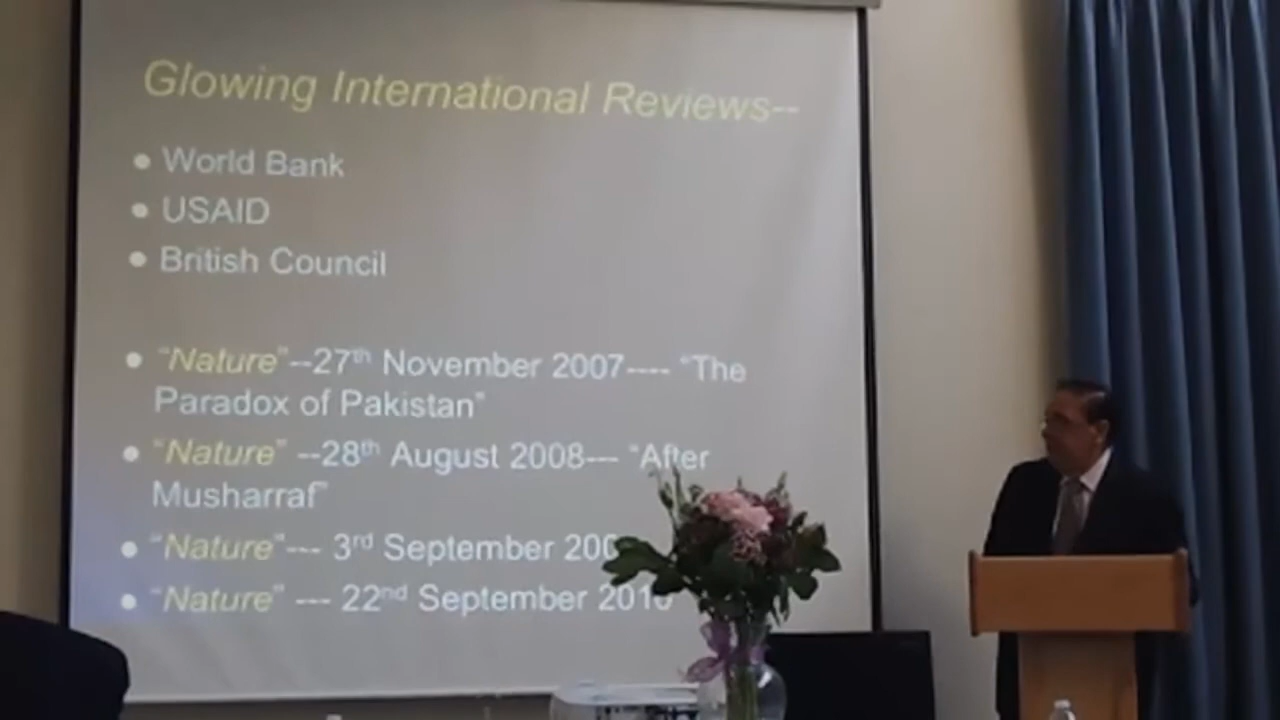 Glowing International Reviews--
• World Bank
• USAID
• British Council
• "Nature"--27th November 2007---- "The
Paradox of Pakistan"
• "Nature" --28th August 2008--- "After
Musharraf"
• "Nature"--- 3rd September
• "Nature" --- 22nd September 2010